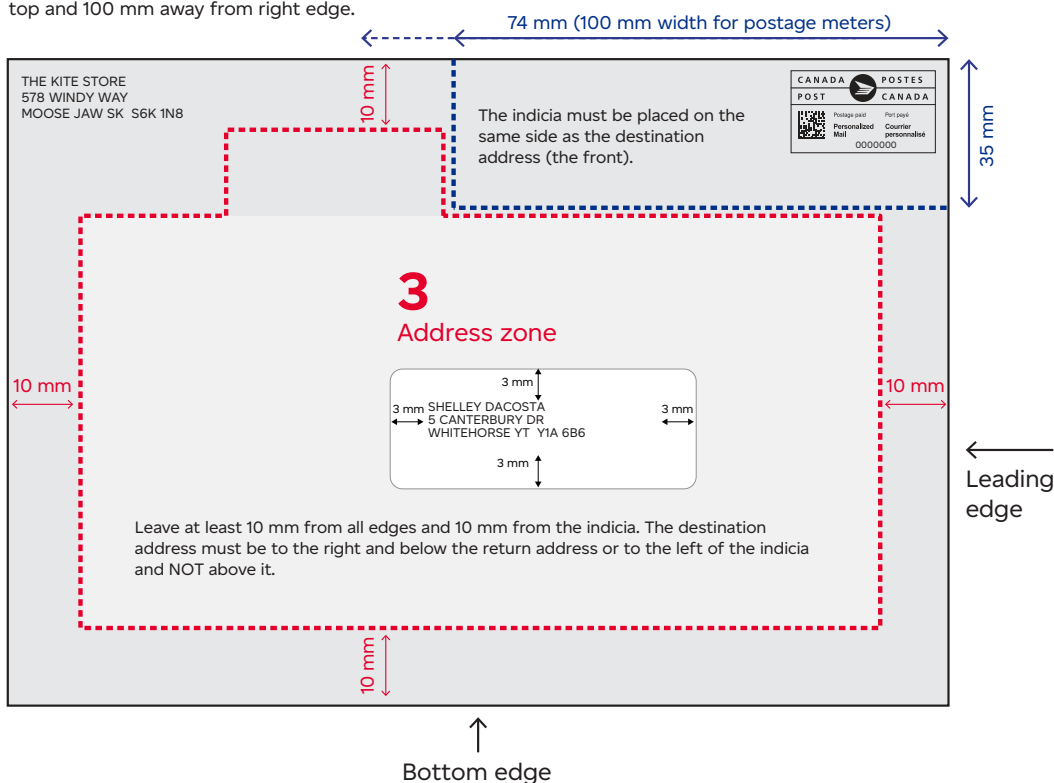 top and 100 mm away from right edge.
74 mm (100 mm width for postage meters)
THE KITE STORE
578 WINDY WAY
MOOSE JAW SK  S6K 1N8
10 mm
The indicia must be placed on the
same side as the destination
address (the front).
CANADA POSTES
POST CANADA
Postage paid Port payé
Personalized Courrier
Mail personnalisé
0000000
35 mm
3
Address zone
10 mm
10 mm
3 mm
3 mm
SHELLEY DACOSTA
5 CANTERBURY DR
WHITEHORSE YT  Y1A 6B6
3 mm
3 mm
Leading
edge
Leave at least 10 mm from all edges and 10 mm from the indicia. The destination
address must be to the right and below the return address or to the left of the indicia
and NOT above it.
10 mm
Bottom edge